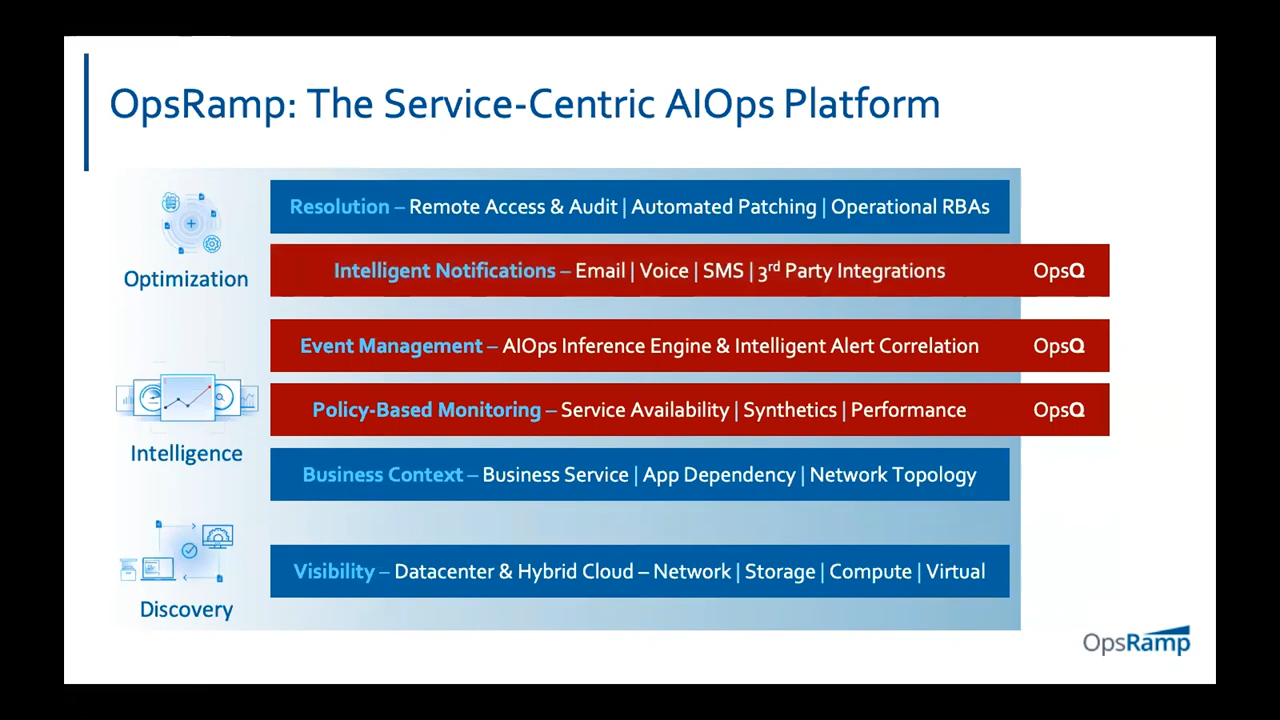 OpsRamp: The Service-Centric AIOps Platform
Resolution – Remote Access & Audit | Automated Patching | Operational RBAs
Optimization
Intelligent Notifications – Email | Voice | SMS | 3rd Party Integrations OpsQ
Event Management – AIOps Inference Engine & Intelligent Alert Correlation OpsQ
Policy-Based Monitoring – Service Availability | Synthetics | Performance OpsQ
Intelligence
Business Context – Business Service | App Dependency | Network Topology
Visibility – Datacenter & Hybrid Cloud – Network | Storage | Compute | Virtual
Discovery
OpsRamp